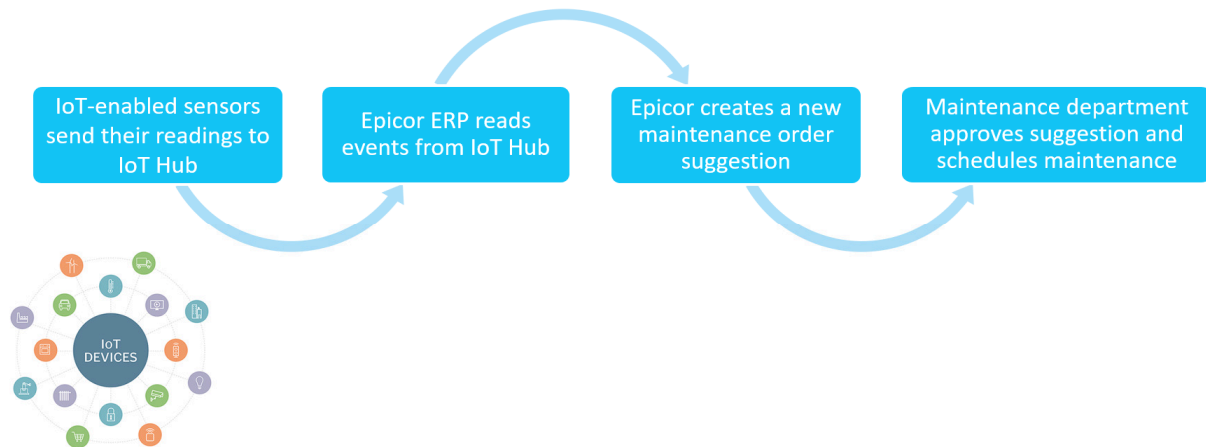 IoT-enabled sensors
send their readings to
IoT Hub
Epicor ERP reads
events from IoT Hub
Epicor creates a new
maintenance order
suggestion
Maintenance department
approves suggestion and
schedules maintenance
IoT
DEVICES